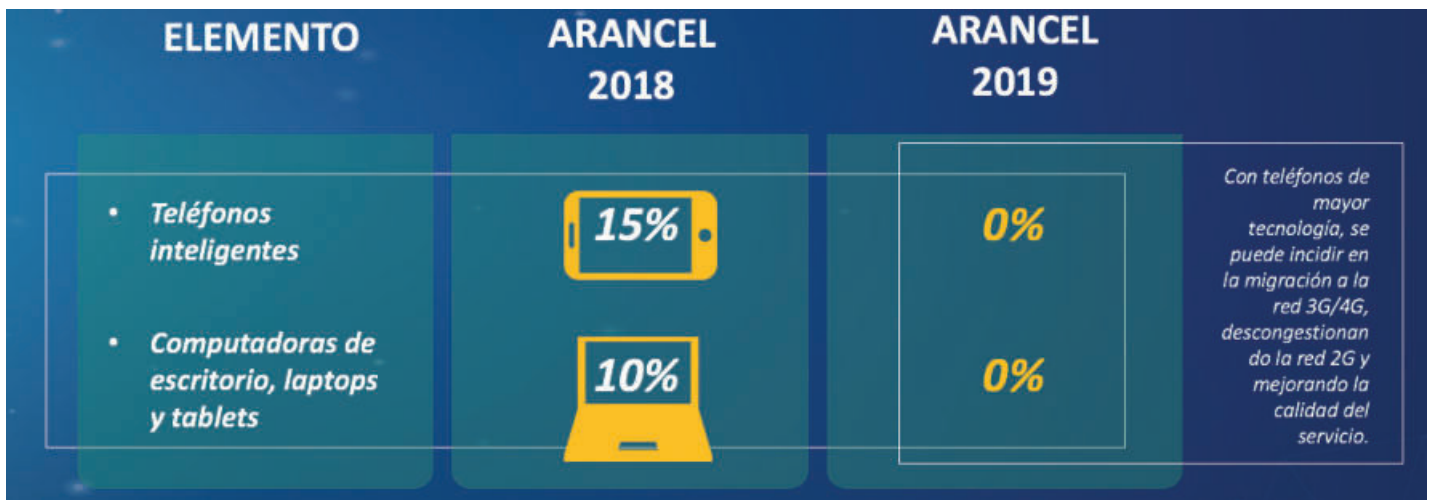 ELEMENTO
ARANCEL
2018
ARANCEL
2019
• Teléfonos
inteligentes
15%
0%
• Computadoras de
escritorio, laptops
y tablets
10%
0%
Con teléfonos de
mayor
tecnología, se
puede incidir en
la migración a la
red 3G/4G,
descongestionan
do la red 2G y
mejorando la
calidad del
servicio.